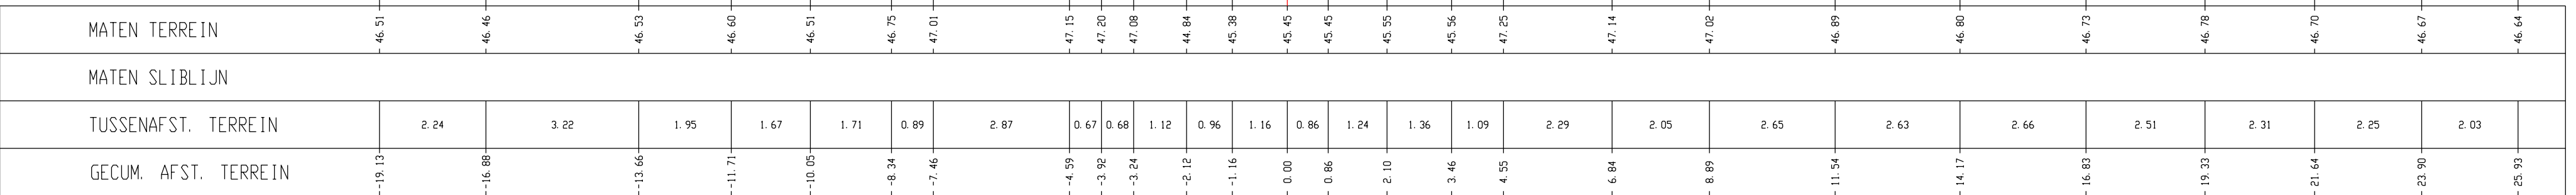 MATEN TERREIN 46.51 46.46 46.53 46.60 46.51 46.75 47.01 47.15 47.20 47.08 44.84 45.38 45.45 45.45 45.55 45.56 47.25 47.14 47.02 46.89 46.80 46.73 46.78 46.70 46.67 46.64
MATEN SLIBLIJN
TUSSENAFST. TERREIN 2.24 3.22 1.95 1.67 1.71 0.89 2.87 0.67 0.68 1.12 0.96 1.16 0.86 1.24 1.36 1.09 2.29 2.05 2.65 2.63 2.66 2.51 2.31 2.25 2.03
GECUM. AFST. TERREIN -19.13 -16.88 -13.66 -11.71 -10.05 -8.34 -7.46 -4.59 -3.92 -3.24 -2.12 -1.16 0.00 0.86 2.10 3.46 4.55 6.84 8.89 11.54 14.17 16.83 19.33 21.64 23.90 25.93